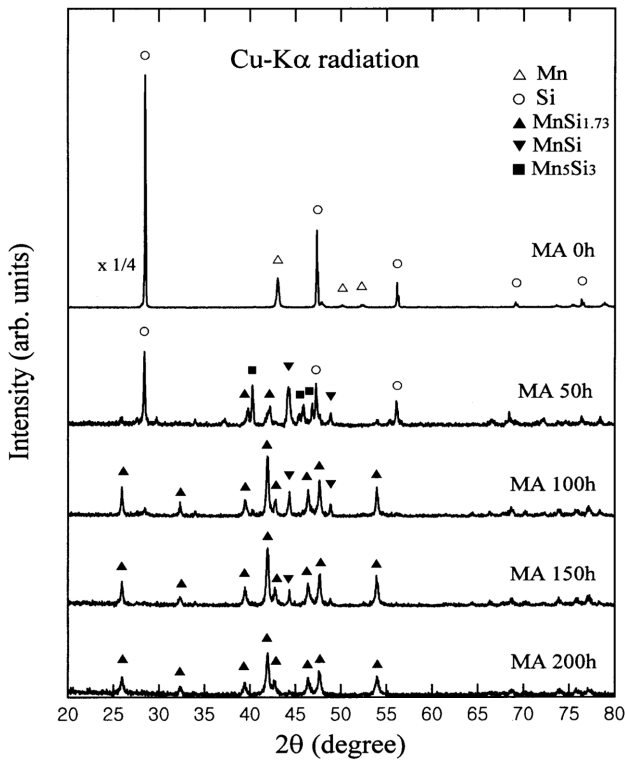 Cu-Kα radiation
△ Mn
○ Si
▲ MnSi1.73
▼ MnSi
■ Mn5Si3
x 1/4
MA 0h
MA 50h
MA 100h
MA 150h
MA 200h
Intensity (arb. units)
20 25 30 35 40 45 50 55 60 65 70 75 80
2θ (degree)